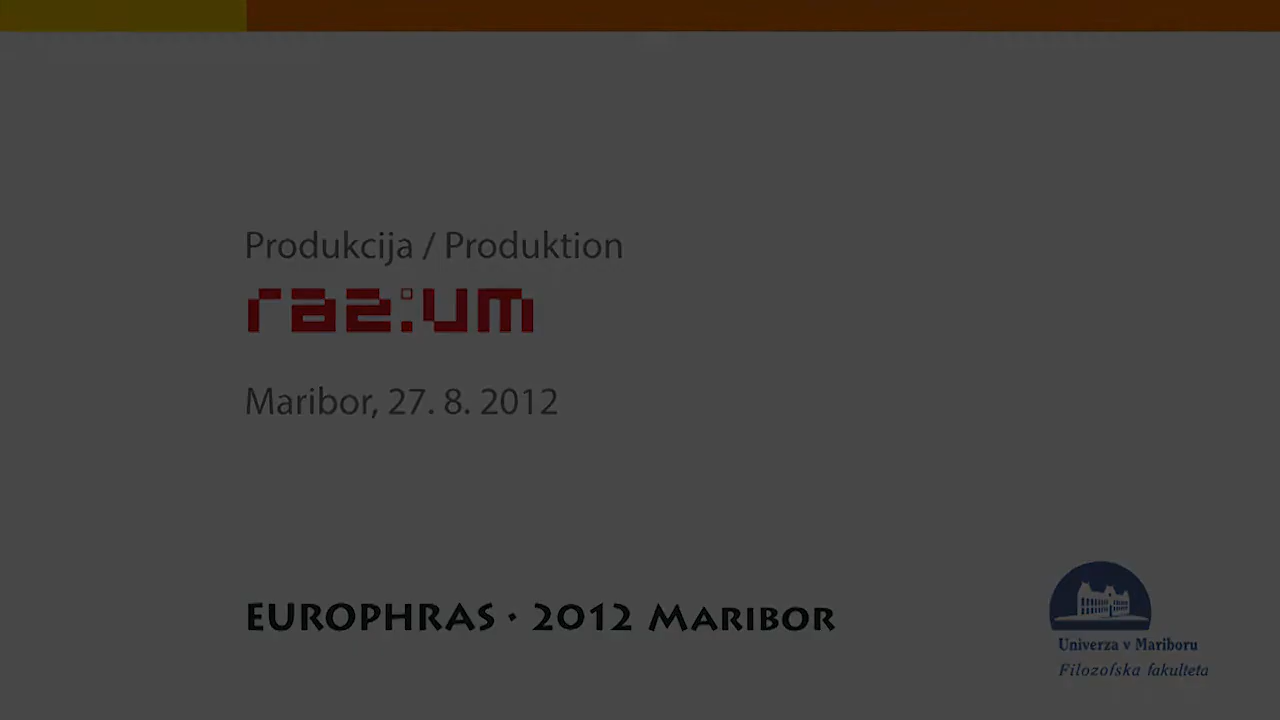 Produkcija / Produktion
raz:um
Maribor, 27. 8. 2012
EUROPHRAS · 2012 MARIBOR
Univerza v Mariboru
Filozofska fakulteta